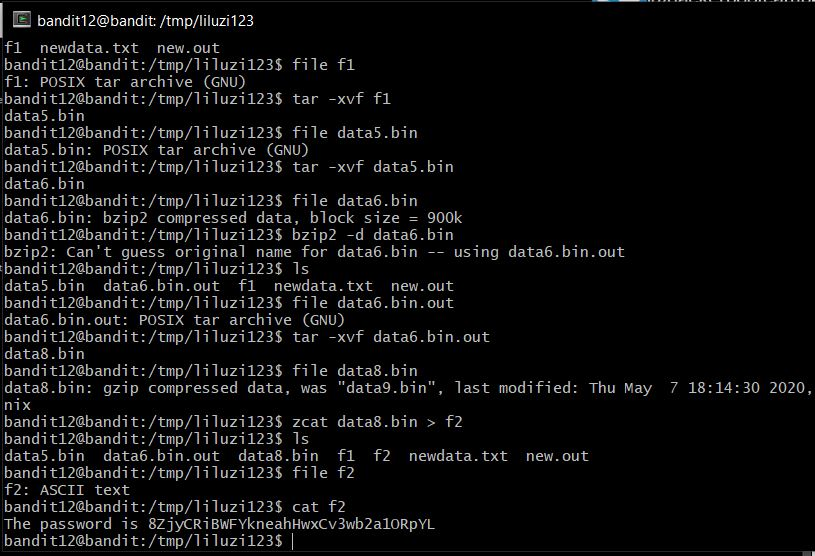 bandit12@bandit: /tmp/liluzi123
f1  newdata.txt  new.out
bandit12@bandit:/tmp/liluzi123$ file f1
f1: POSIX tar archive (GNU)
bandit12@bandit:/tmp/liluzi123$ tar -xvf f1
data5.bin
bandit12@bandit:/tmp/liluzi123$ file data5.bin
data5.bin: POSIX tar archive (GNU)
bandit12@bandit:/tmp/liluzi123$ tar -xvf data5.bin
data6.bin
bandit12@bandit:/tmp/liluzi123$ file data6.bin
data6.bin: bzip2 compressed data, block size = 900k
bandit12@bandit:/tmp/liluzi123$ bzip2 -d data6.bin
bzip2: Can't guess original name for data6.bin -- using data6.bin.out
bandit12@bandit:/tmp/liluzi123$ ls
data5.bin  data6.bin.out  f1  newdata.txt  new.out
bandit12@bandit:/tmp/liluzi123$ file data6.bin.out
data6.bin.out: POSIX tar archive (GNU)
bandit12@bandit:/tmp/liluzi123$ tar -xvf data6.bin.out
data8.bin
bandit12@bandit:/tmp/liluzi123$ file data8.bin
data8.bin: gzip compressed data, was "data9.bin", last modified: Thu May  7 18:14:30 2020,
nix
bandit12@bandit:/tmp/liluzi123$ zcat data8.bin > f2
bandit12@bandit:/tmp/liluzi123$ ls
data5.bin  data6.bin.out  data8.bin  f1  f2  newdata.txt  new.out
bandit12@bandit:/tmp/liluzi123$ file f2
f2: ASCII text
bandit12@bandit:/tmp/liluzi123$ cat f2
The password is 8ZjyCRiBWFYkneahHwxCv3wb2a1ORpYL
bandit12@bandit:/tmp/liluzi123$